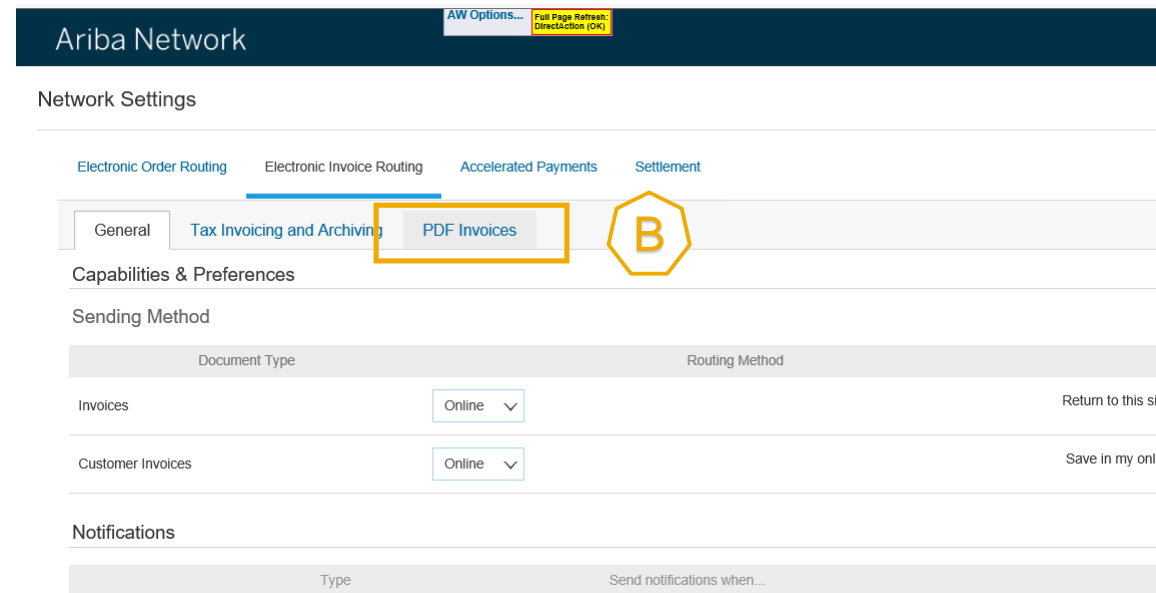 AW Options...
Full Page Refresh:
DirectAction (OK)
Ariba Network
Network Settings
Electronic Order Routing Electronic Invoice Routing Accelerated Payments Settlement
General Tax Invoicing and Archiving PDF Invoices B
Capabilities & Preferences
Sending Method
Document Type Routing Method
Invoices Online Return to this si
Customer Invoices Online Save in my onl
Notifications
Type Send notifications when...